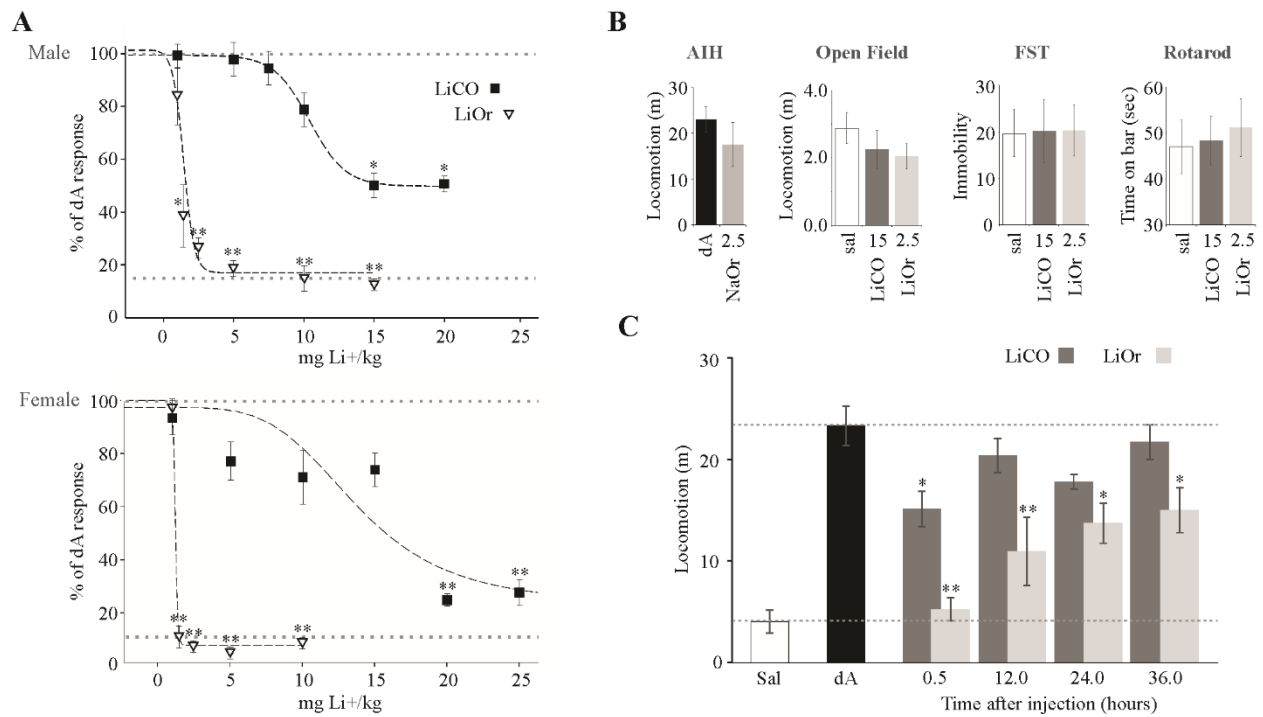 A
Male
100
80
60
40
20
0
% of dA response
LiCO
LiOr
* *
* ** ** ** **
0 5 10 15 20 25
mg Li+/kg
Female
100
80
60
40
20
0
% of dA response
** **
** ** ** **
0 5 10 15 20 25
mg Li+/kg
B
AIH
Locomotion (m)
30
20
10
0
dA 2.5
NaOr
Open Field
Locomotion (m)
4.0
2.0
0.0
sal 15 2.5
LiCO LiOr
FST
Immobility
30
20
10
0
sal 15 2.5
LiCO LiOr
Rotarod
Time on bar (sec)
60
50
40
30
sal 15 2.5
LiCO LiOr
C
LiCO LiOr
Locomotion (m)
30
20
10
0
* ** ** * *
Sal dA 0.5 12.0 24.0 36.0
Time after injection (hours)